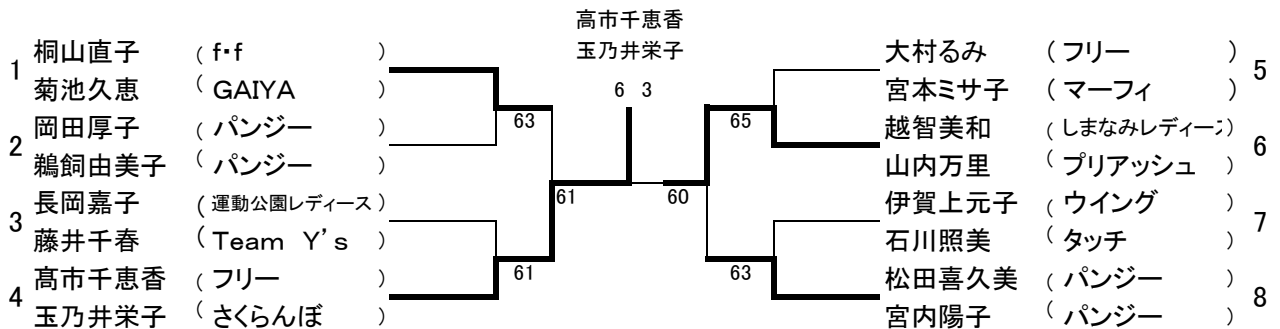 高市千恵香
玉乃井栄子
6 3
1
桐山直子 ( f・f )
菊池久恵 ( GAIYA )
2
岡田厚子 ( パンジー )
鵜飼由美子 ( パンジー )
3
長岡嘉子 ( 運動公園レディース )
藤井千春 ( Team Y's )
4
髙市千恵香 ( フリー )
玉乃井栄子 ( さくらんぼ )
63
61
61
60
65
63
大村るみ ( フリー )
宮本ミサ子 ( マーフィ )
5
越智美和 ( しまなみレディース )
山内万里 ( プリアッシュ )
6
伊賀上元子 ( ウイング )
石川照美 ( タッチ )
7
松田喜久美 ( パンジー )
宮内陽子 ( パンジー )
8